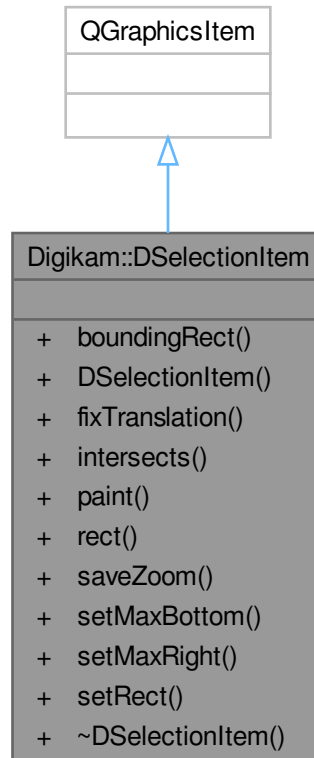 QGraphicsItem
Digikam::DSelectionItem
+ boundingRect()
+ DSelectionItem()
+ fixTranslation()
+ intersects()
+ paint()
+ rect()
+ saveZoom()
+ setMaxBottom()
+ setMaxRight()
+ setRect()
+ ~DSelectionItem()